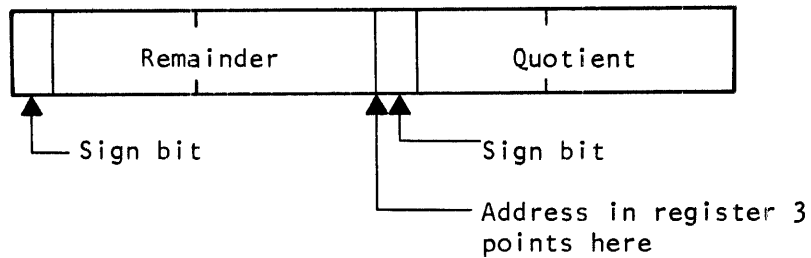 Remainder
Quotient
Sign bit
Sign bit
Address in register 3
points here